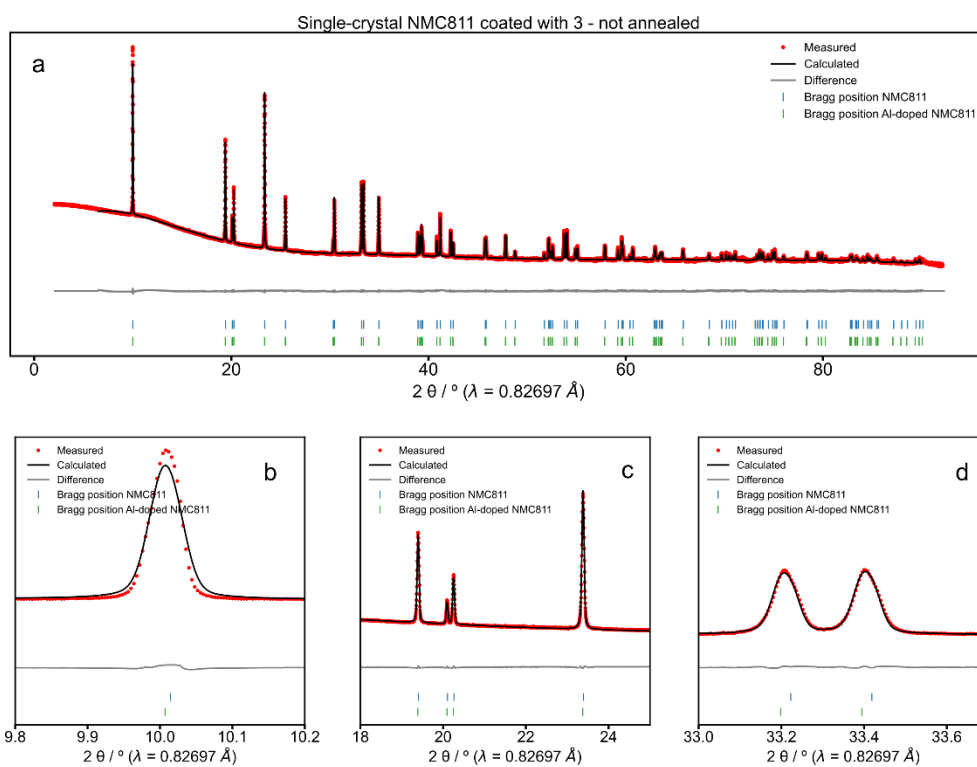 Single-crystal NMC811 coated with 3 - not annealed
a
Measured
Calculated
Difference
Bragg position NMC811
Bragg position Al-doped NMC811
0 20 40 60 80
2 θ / º (λ = 0.82697 Å)
b
Measured
Calculated
Difference
Bragg position NMC811
Bragg position Al-doped NMC811
9.8 9.9 10.0 10.1 10.2
2 θ / º (λ = 0.82697 Å)
c
Measured
Calculated
Difference
Bragg position NMC811
Bragg position Al-doped NMC811
18 20 22 24
2 θ / º (λ = 0.82697 Å)
d
Measured
Calculated
Difference
Bragg position NMC811
Bragg position Al-doped NMC811
33.0 33.2 33.4 33.6
2 θ / º (λ = 0.82697 Å)